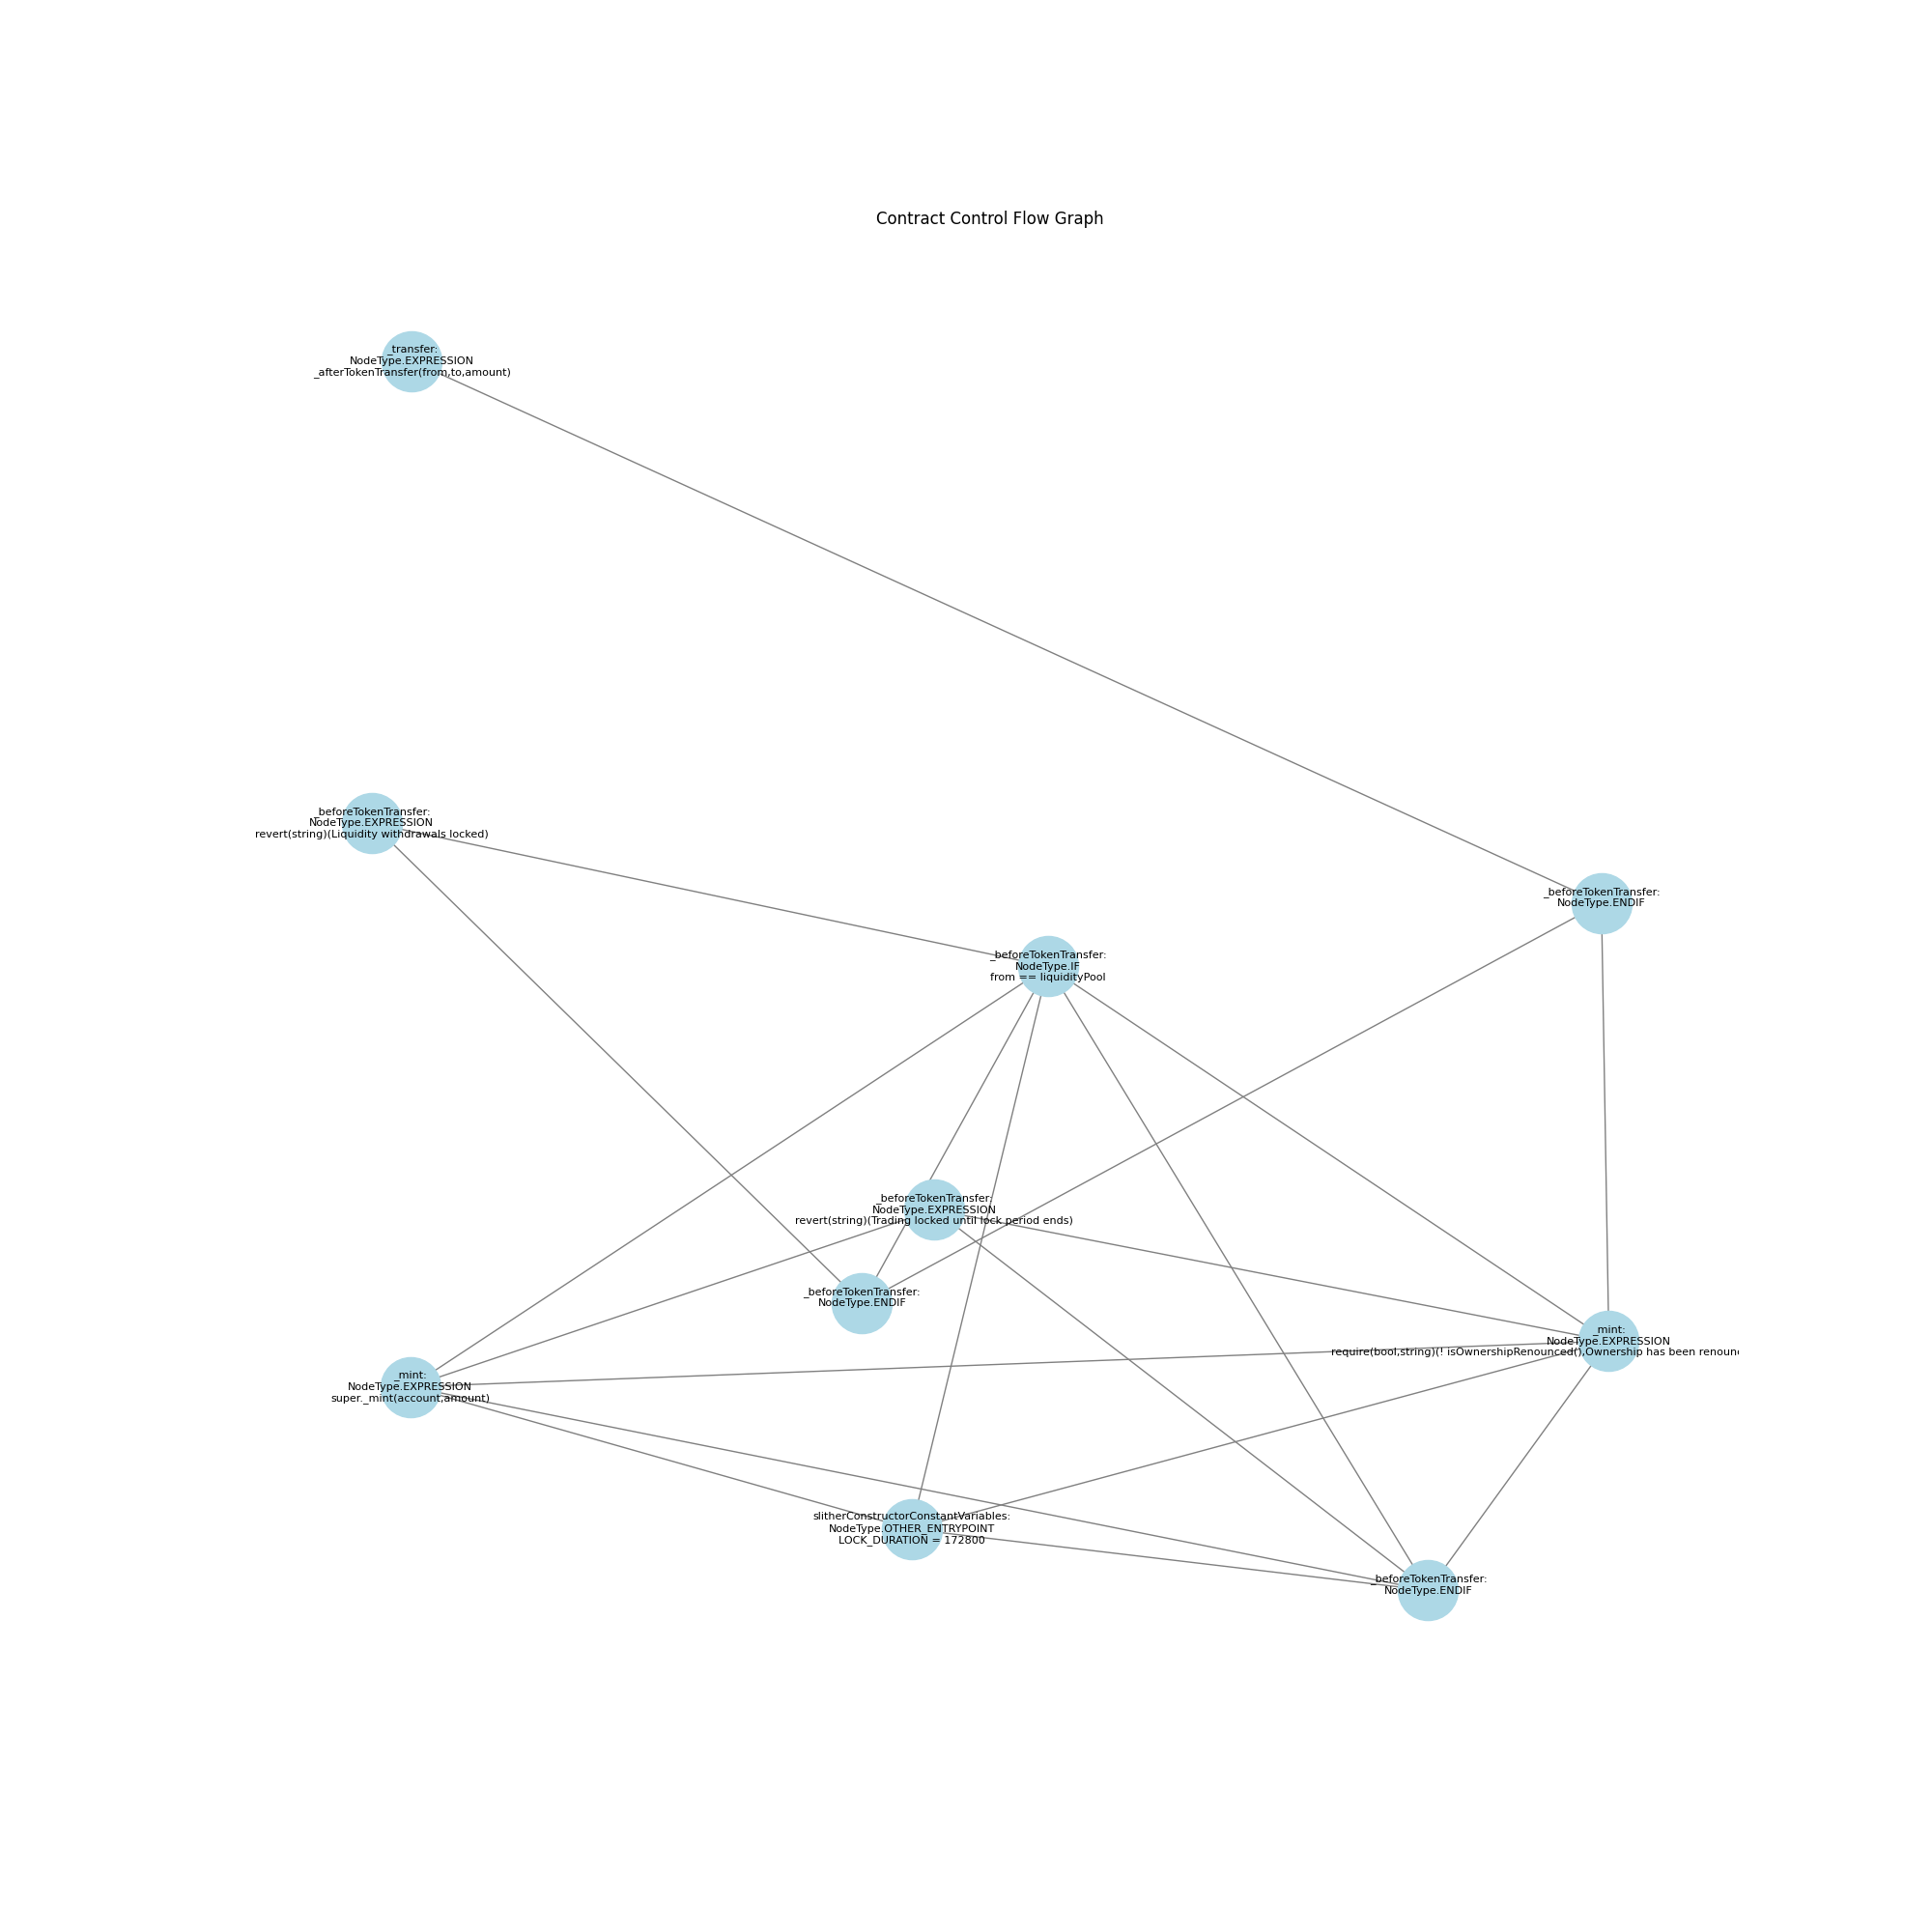 Contract Control Flow Graph
_transfer:
NodeType.EXPRESSION
_afterTokenTransfer(from,to,amount)
_beforeTokenTransfer:
NodeType.EXPRESSION
revert(string)(Liquidity withdrawals locked)
_beforeTokenTransfer:
NodeType.ENDIF
_beforeTokenTransfer:
NodeType.IF
from == liquidityPool
_beforeTokenTransfer:
NodeType.EXPRESSION
revert(string)(Trading locked until lock period ends)
_beforeTokenTransfer:
NodeType.ENDIF
_mint:
NodeType.EXPRESSION
require(bool,string)(! isOwnershipRenounced(),Ownership has been
_mint:
NodeType.EXPRESSION
super._mint(account,amount)
slitherConstructorConstantVariables:
NodeType.OTHER_ENTRYPOINT
LOCK_DURATION = 172800
_beforeTokenTransfer:
NodeType.ENDIF